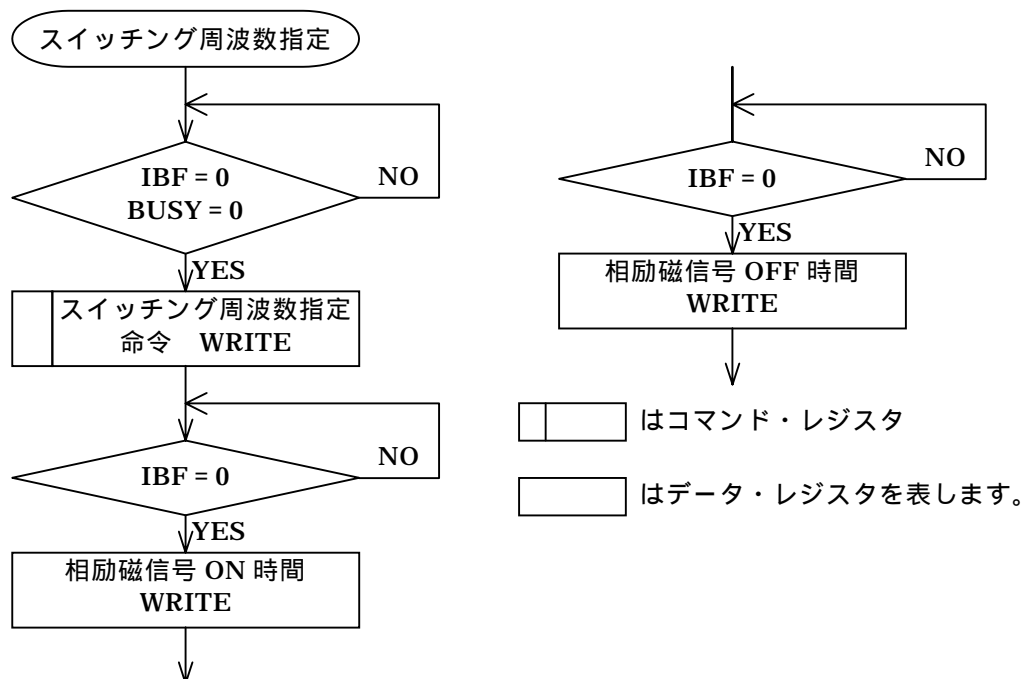 スイッチング周波数指定
IBF = 0
BUSY = 0
NO
YES
スイッチング周波数指定
命令 WRITE
IBF = 0
NO
YES
相励磁信号 ON 時間
WRITE
IBF = 0
NO
YES
相励磁信号 OFF 時間
WRITE
はコマンド・レジスタ
はデータ・レジスタを表します。